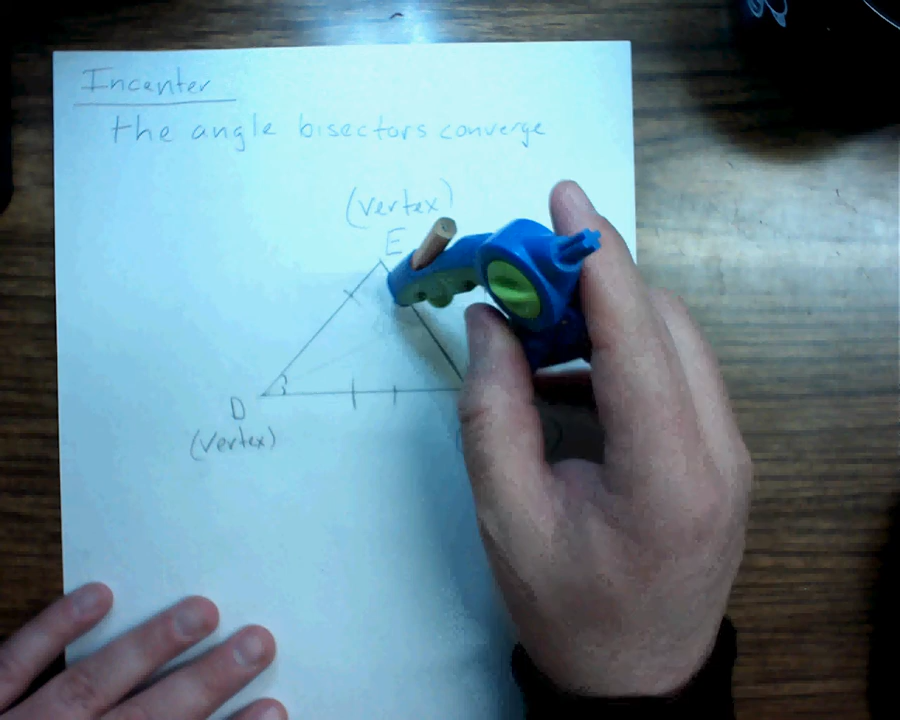 Incenter
the angle bisectors converge
(vertex)
E
D
(vertex)